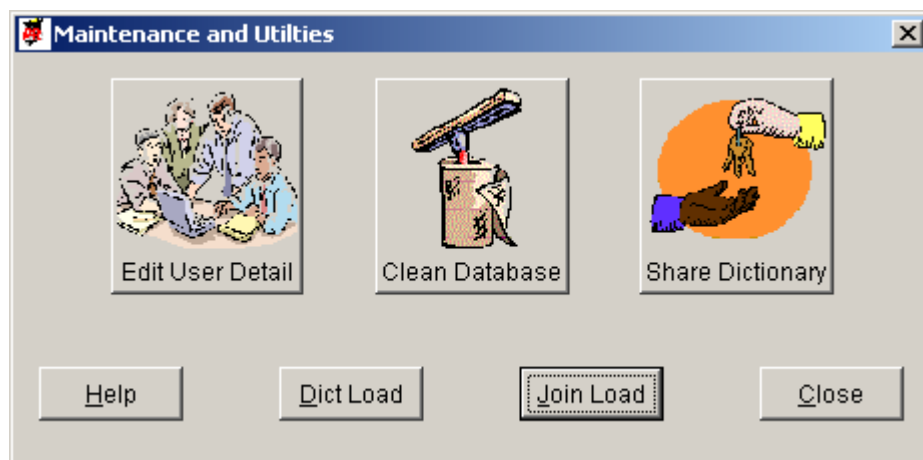 Maintenance and Utilties
Edit User Detail
Clean Database
Share Dictionary
Help
Dict Load
Join Load
Close